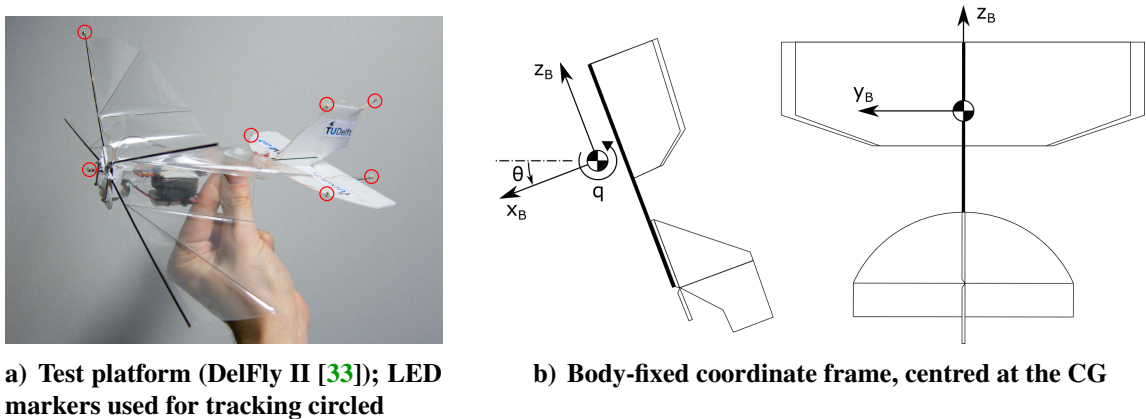 TUDelft
z_B
θ
q
x_B
z_B
y_B
a) Test platform (DelFly II [33]); LED
markers used for tracking circled
b) Body-fixed coordinate frame, centred at the CG